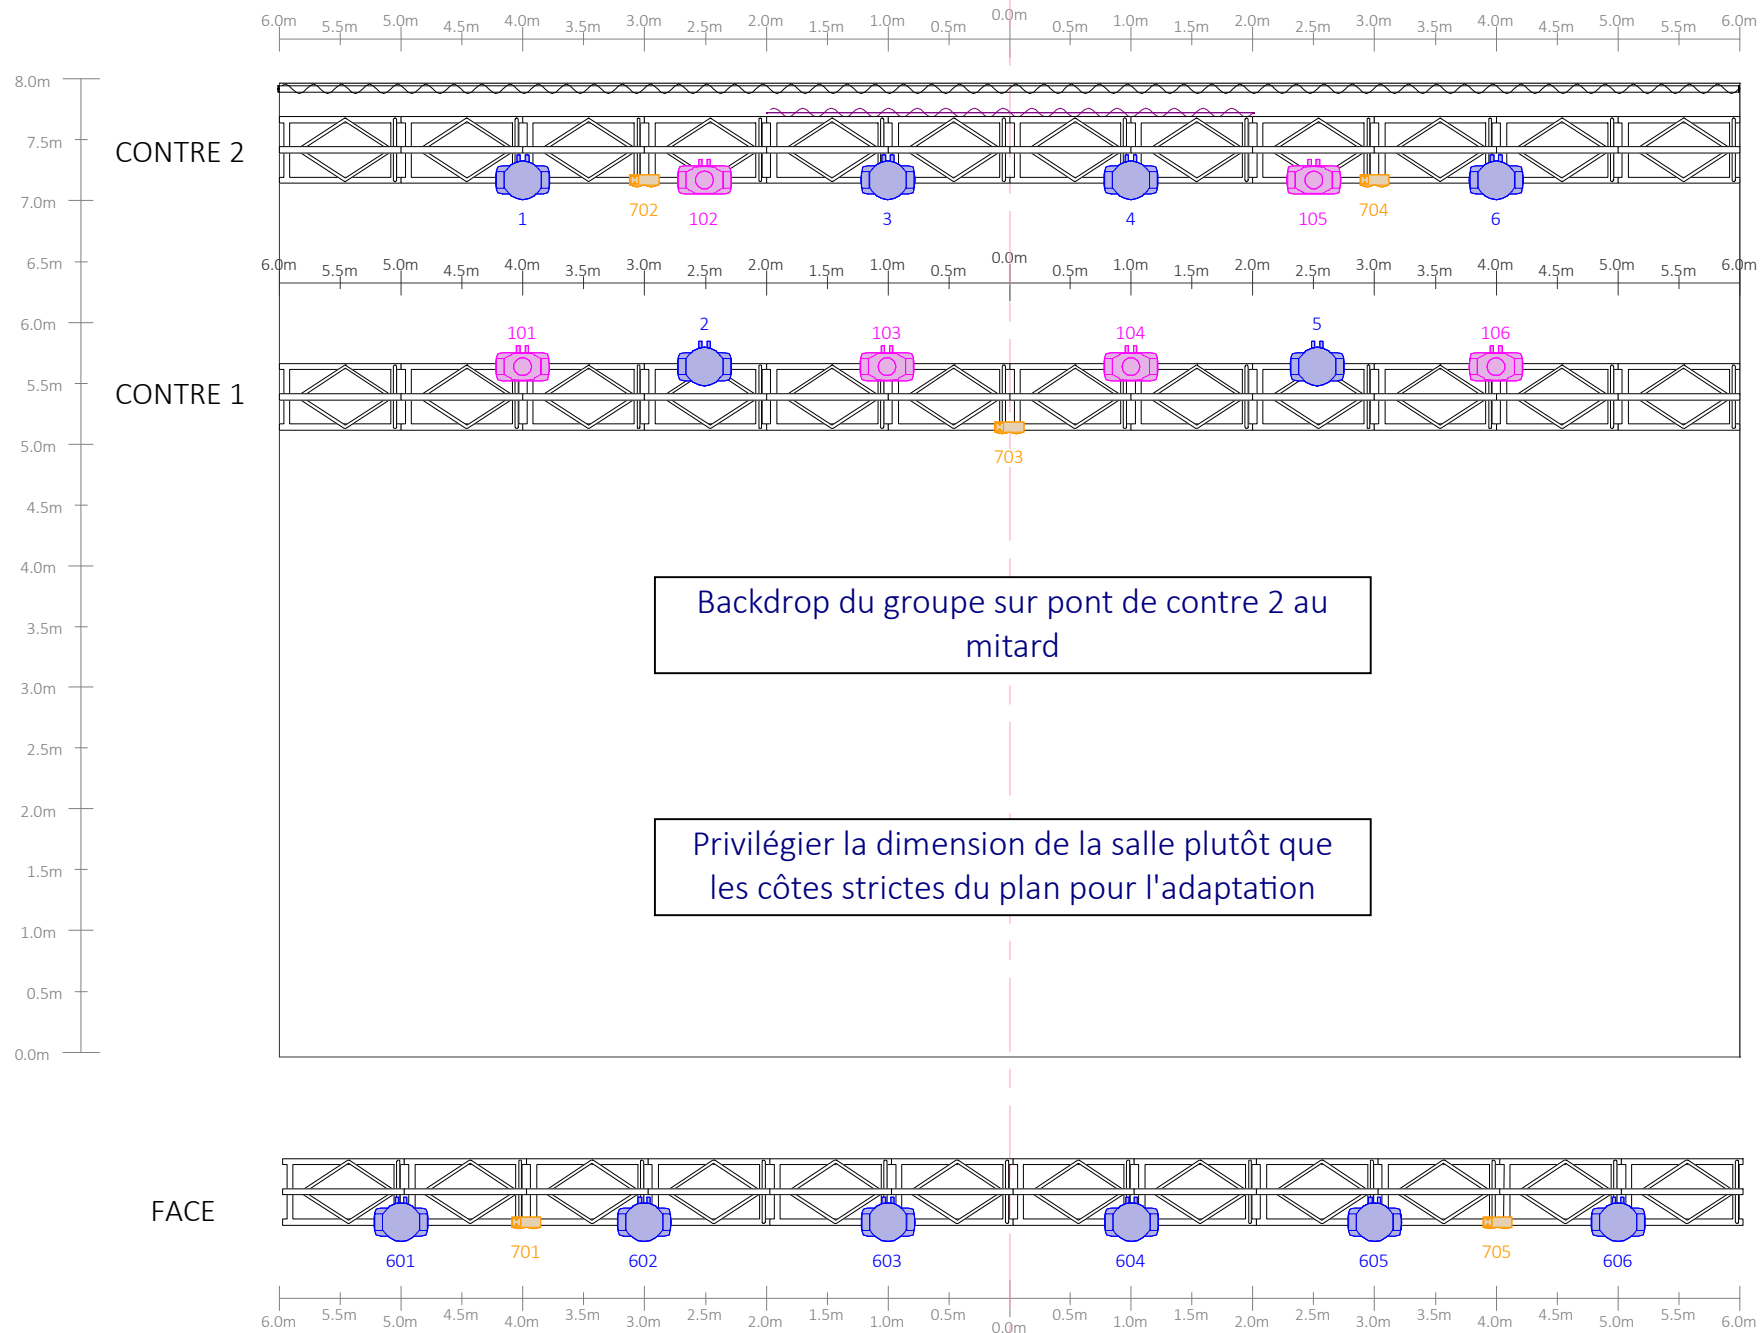 6.0m 5.5m 5.0m 4.5m 4.0m 3.5m 3.0m 2.5m 2.0m 1.5m 1.0m 0.5m 0.0m 0.5m 1.0m 1.5m 2.0m 2.5m 3.0m 3.5m 4.0m 4.5m 5.0m 5.5m 6.0m
8.0m
7.5m
CONTRE 2
7.0m
702 704
1 102 3 4 105 6
6.5m
6.0m 5.5m 5.0m 4.5m 4.0m 3.5m 3.0m 2.5m 2.0m 1.5m 1.0m 0.5m 0.0m 0.5m 1.0m 1.5m 2.0m 2.5m 3.0m 3.5m 4.0m 4.5m 5.0m 5.5m 6.0m
6.0m
101 2 103 104 5 106
5.5m
CONTRE 1
5.0m
703
4.5m
4.0m
Backdrop du groupe sur pont de contre 2 au
mitard
3.5m
3.0m
2.5m
2.0m
Privilégier la dimension de la salle plutôt que
les côtes strictes du plan pour l'adaptation
1.5m
1.0m
0.5m
0.0m
FACE
601 701 602 603 604 605 705 606
6.0m 5.5m 5.0m 4.5m 4.0m 3.5m 3.0m 2.5m 2.0m 1.5m 1.0m 0.5m 0.0m 0.5m 1.0m 1.5m 2.0m 2.5m 3.0m 3.5m 4.0m 4.5m 5.0m 5.5m 6.0m